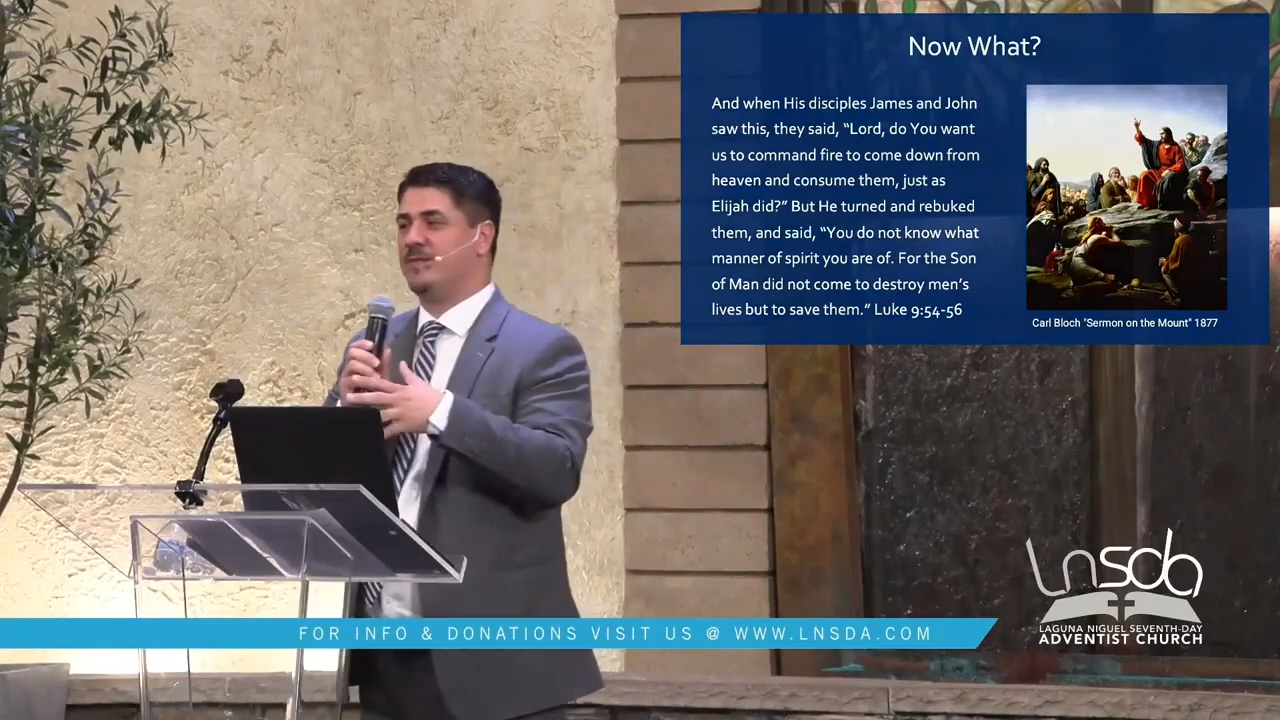 Now What?
And when His disciples James and John
saw this, they said, “Lord, do You want
us to command fire to come down from
heaven and consume them, just as
Elijah did?” But He turned and rebuked
them, and said, “You do not know what
manner of spirit you are of. For the Son
of Man did not come to destroy men’s
lives but to save them.” Luke 9:54-56
Carl Bloch "Sermon on the Mount" 1877
FOR INFO & DONATIONS VISIT US @ WWW.LNSDA.COM
Lnsda
LAGUNA NIGUEL SEVENTH-DAY
ADVENTIST CHURCH